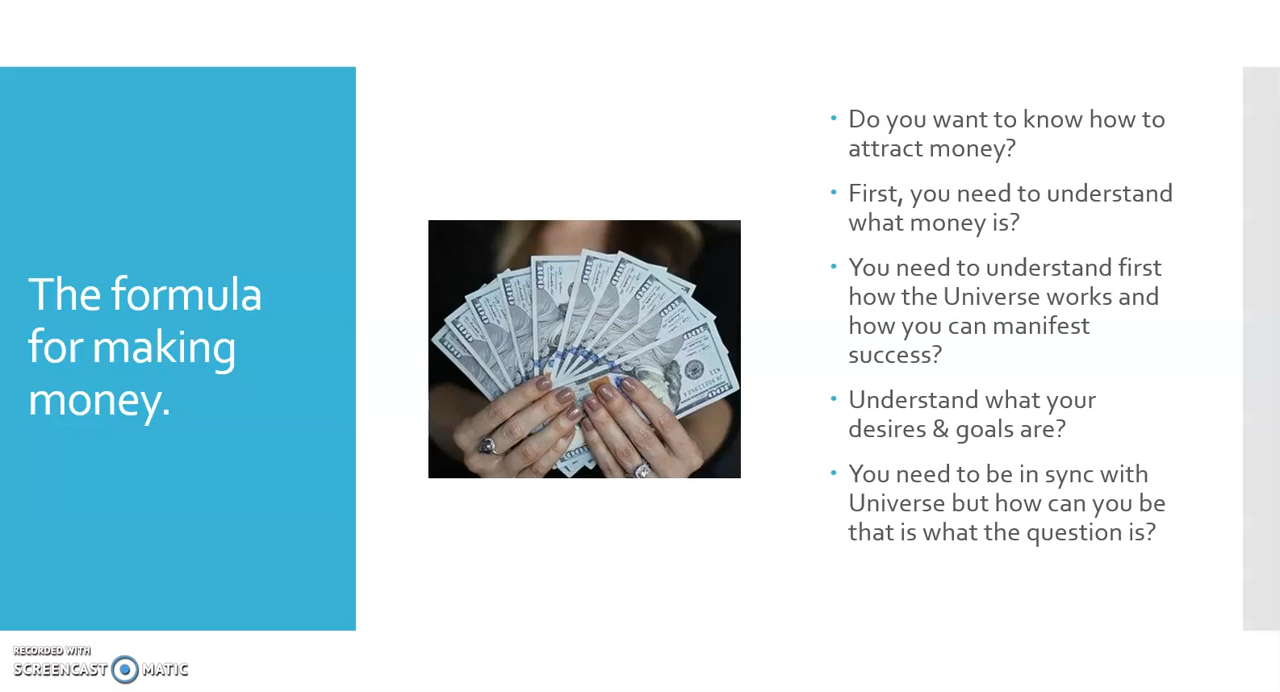 The formula
for making
money.
• Do you want to know how to
attract money?
• First, you need to understand
what money is?
• You need to understand first
how the Universe works and
how you can manifest
success?
• Understand what your
desires & goals are?
• You need to be in sync with
Universe but how can you be
that is what the question is?
RECORDED WITH
SCREENCAST MATIC